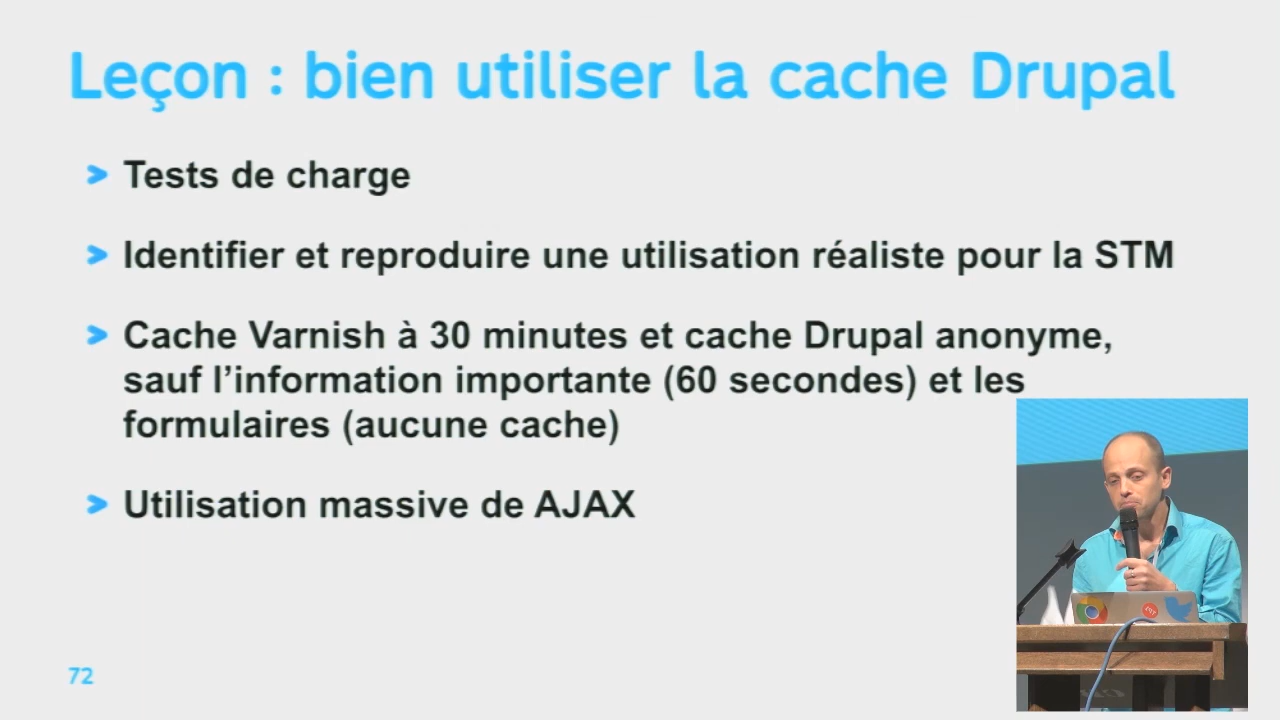 Leçon : bien utiliser la cache Drupal
> Tests de charge
> Identifier et reproduire une utilisation réaliste pour la STM
> Cache Varnish à 30 minutes et cache Drupal anonyme,
sauf l’information importante (60 secondes) et les
formulaires (aucune cache)
> Utilisation massive de AJAX
72